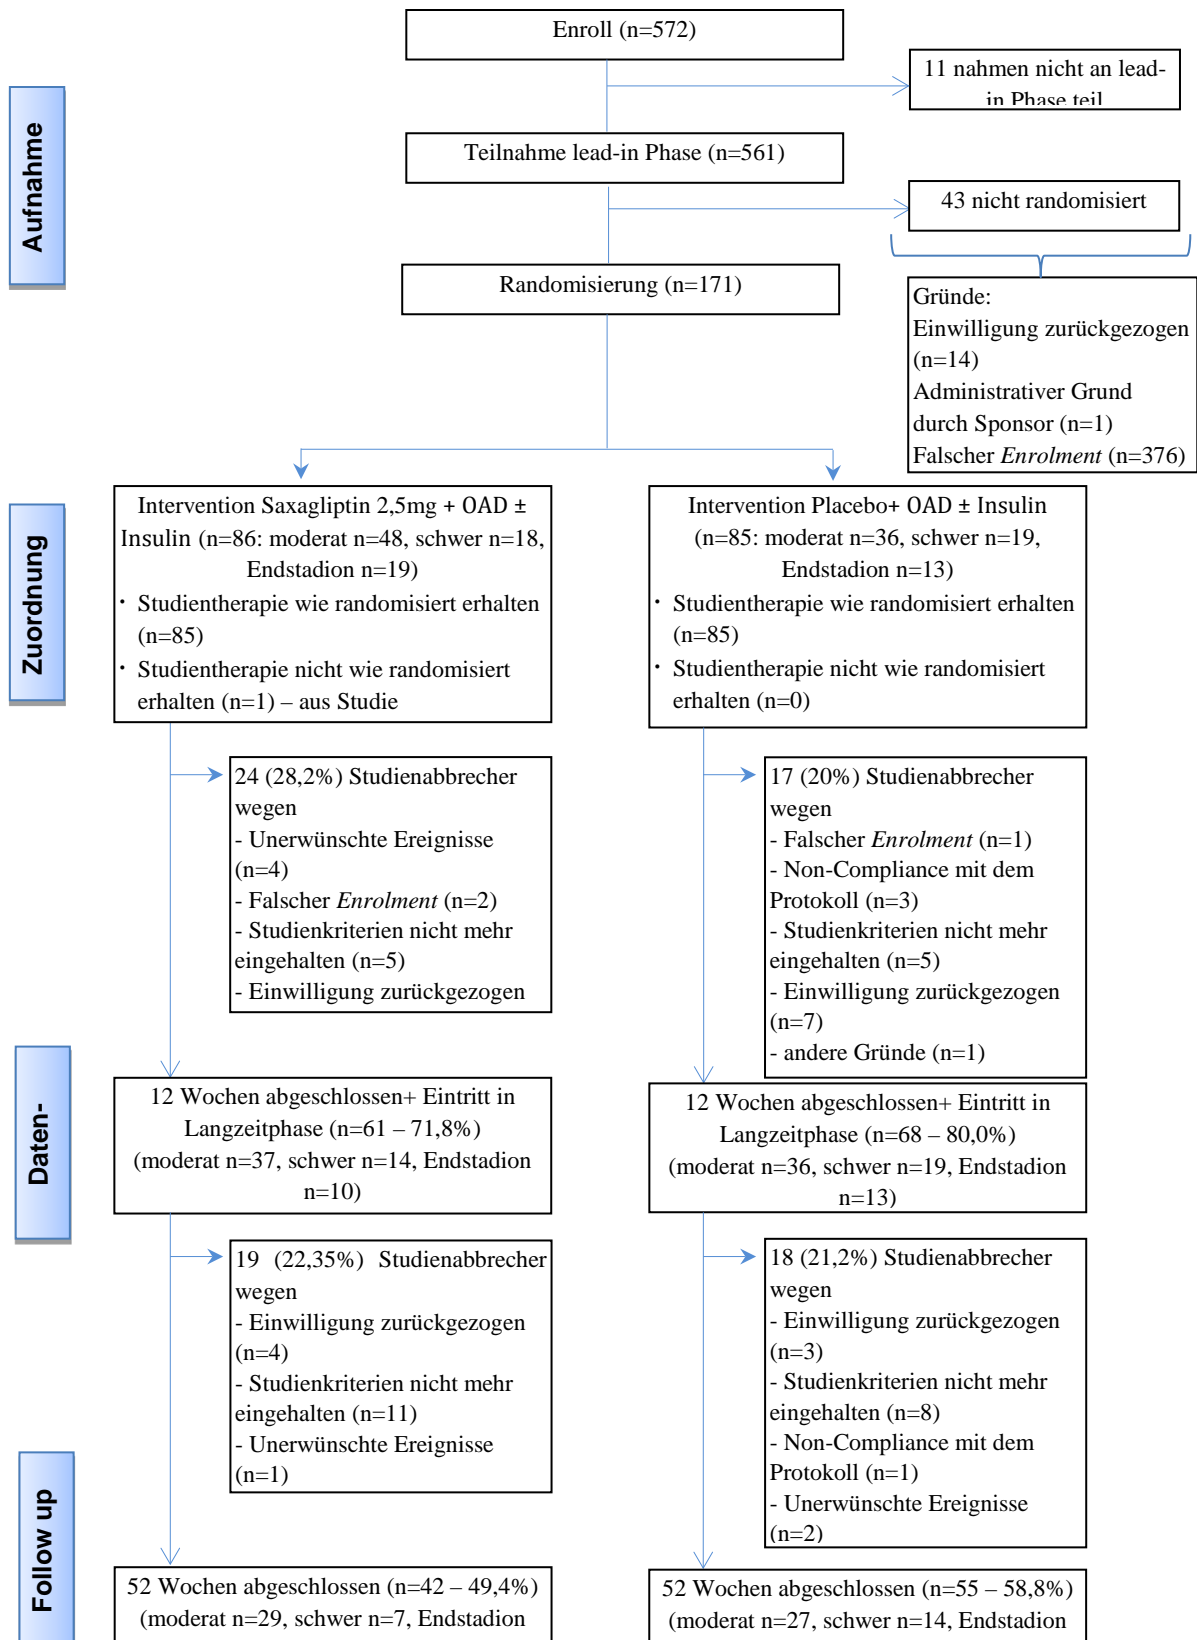 Enroll (n=572)
11 nahmen nicht an lead-
in Phase teil
Aufnahme
Teilnahme lead-in Phase (n=561)
43 nicht randomisiert
Randomisierung (n=171)
Gründe:
Einwilligung zurückgezogen
(n=14)
Administrativer Grund
durch Sponsor (n=1)
Falscher Enrolment (n=376)
Zuordnung
Intervention Saxagliptin 2,5mg + OAD ±
Insulin (n=86: moderat n=48, schwer n=18,
Endstadion n=19)
· Studientherapie wie randomisiert erhalten
(n=85)
· Studientherapie nicht wie randomisiert
erhalten (n=1) – aus Studie
Intervention Placebo+ OAD ± Insulin
(n=85: moderat n=36, schwer n=19,
Endstadion n=13)
· Studientherapie wie randomisiert erhalten
(n=85)
· Studientherapie nicht wie randomisiert
erhalten (n=0)
24 (28,2%) Studienabbrecher
wegen
- Unerwünschte Ereignisse
(n=4)
- Falscher Enrolment (n=2)
- Studienkriterien nicht mehr
eingehalten (n=5)
- Einwilligung zurückgezogen
17 (20%) Studienabbrecher
wegen
- Falscher Enrolment (n=1)
- Non-Compliance mit dem
Protokoll (n=3)
- Studienkriterien nicht mehr
eingehalten (n=5)
- Einwilligung zurückgezogen
(n=7)
- andere Gründe (n=1)
Daten-
12 Wochen abgeschlossen+ Eintritt in
Langzeitphase (n=61 – 71,8%)
(moderat n=37, schwer n=14, Endstadion
n=10)
12 Wochen abgeschlossen+ Eintritt in
Langzeitphase (n=68 – 80,0%)
(moderat n=36, schwer n=19, Endstadion
n=13)
19 (22,35%) Studienabbrecher
wegen
- Einwilligung zurückgezogen
(n=4)
- Studienkriterien nicht mehr
eingehalten (n=11)
- Unerwünschte Ereignisse
(n=1)
18 (21,2%) Studienabbrecher
wegen
- Einwilligung zurückgezogen
(n=3)
- Studienkriterien nicht mehr
eingehalten (n=8)
- Non-Compliance mit dem
Protokoll (n=1)
- Unerwünschte Ereignisse
(n=2)
Follow up
52 Wochen abgeschlossen (n=42 – 49,4%)
(moderat n=29, schwer n=7, Endstadion
52 Wochen abgeschlossen (n=55 – 58,8%)
(moderat n=27, schwer n=14, Endstadion